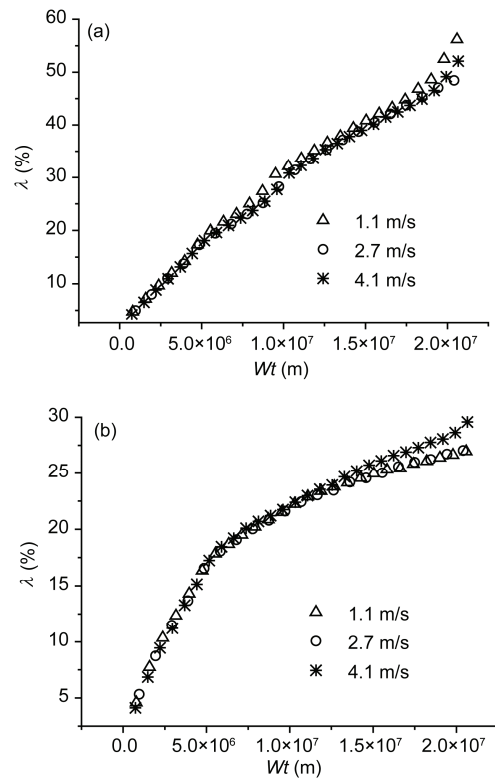 (a)
60
50
40
30
20
10
λ (%)
1.1 m/s
2.7 m/s
4.1 m/s
0.0 5.0×10⁶ 1.0×10⁷ 1.5×10⁷ 2.0×10⁷
Wt (m)
(b)
30
25
20
15
10
5
λ (%)
1.1 m/s
2.7 m/s
4.1 m/s
0.0 5.0×10⁶ 1.0×10⁷ 1.5×10⁷ 2.0×10⁷
Wt (m)